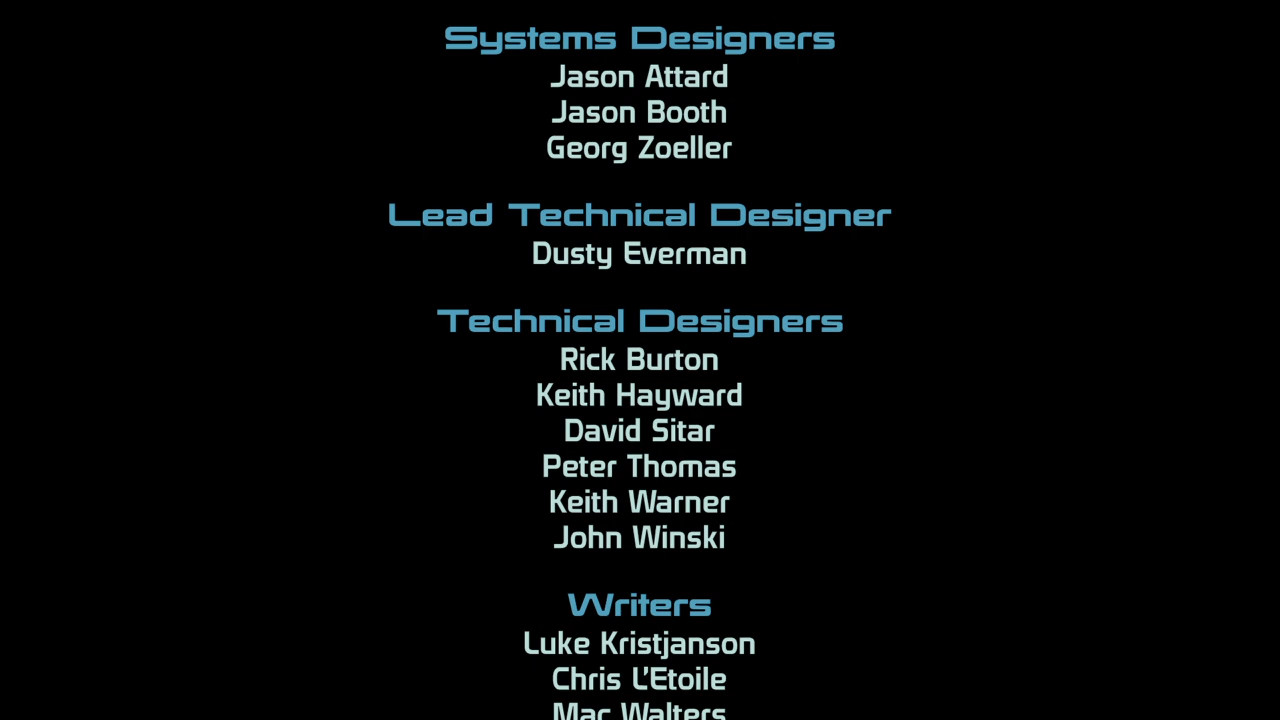 Systems Designers
Jason Attard
Jason Booth
Georg Zoeller
Lead Technical Designer
Dusty Everman
Technical Designers
Rick Burton
Keith Hayward
David Sitar
Peter Thomas
Keith Warner
John Winski
Writers
Luke Kristjanson
Chris L'Etoile
Mac Walters